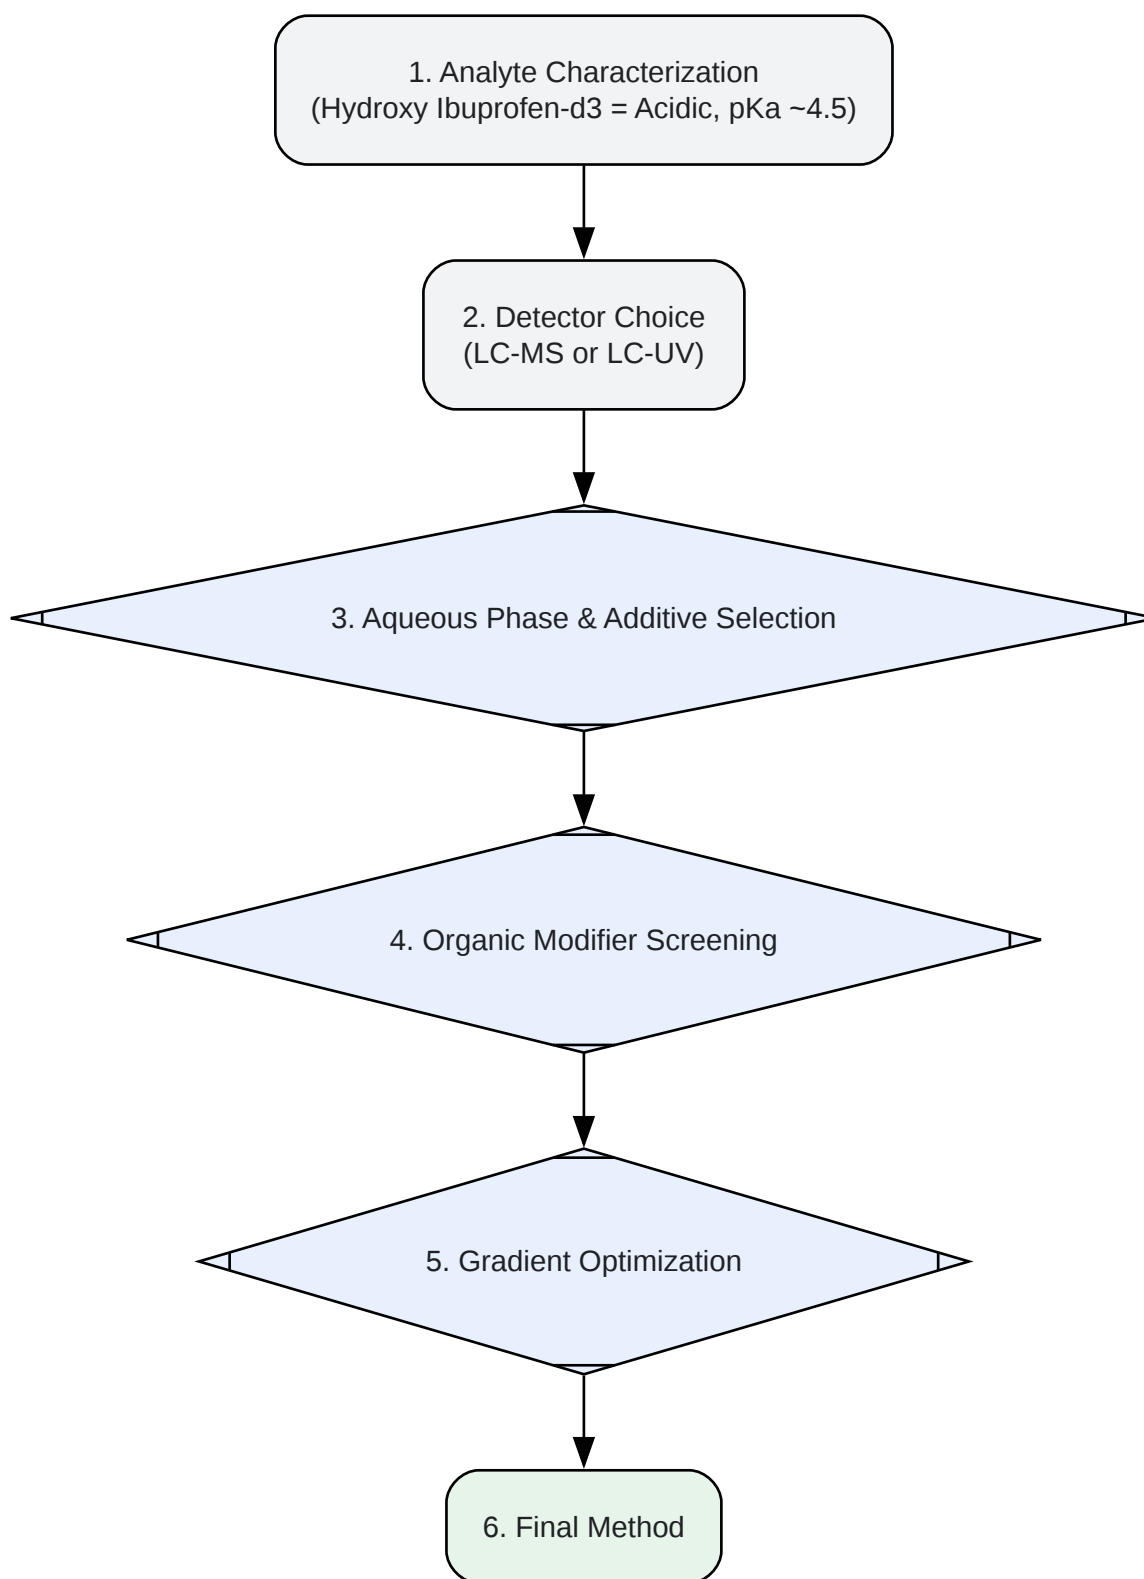 1. Analyte Characterization
(Hydroxy Ibuprofen-d3 = Acidic, pKa ~4.5)
2. Detector Choice
(LC-MS or LC-UV)
3. Aqueous Phase & Additive Selection
4. Organic Modifier Screening
5. Gradient Optimization
6. Final Method